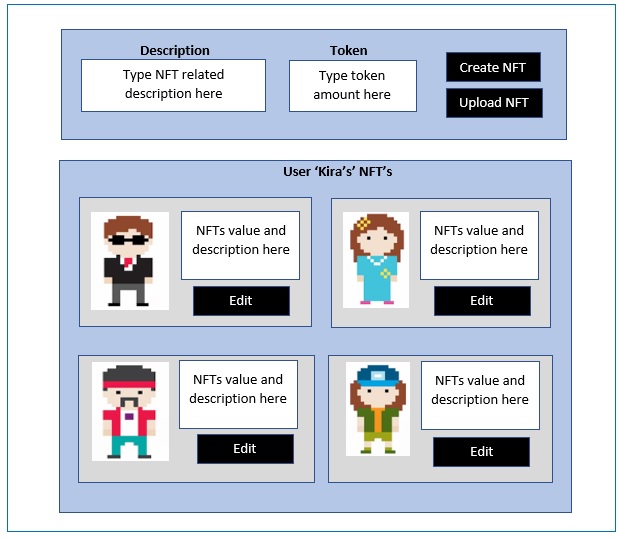 Description
Token
Type NFT related
description here
Type token
amount here
Create NFT
Upload NFT
User ‘Kira’s’ NFT’s
NFTs value and
description here
Edit
NFTs value and
description here
Edit
NFTs value and
description here
Edit
NFTs value and
description here
Edit